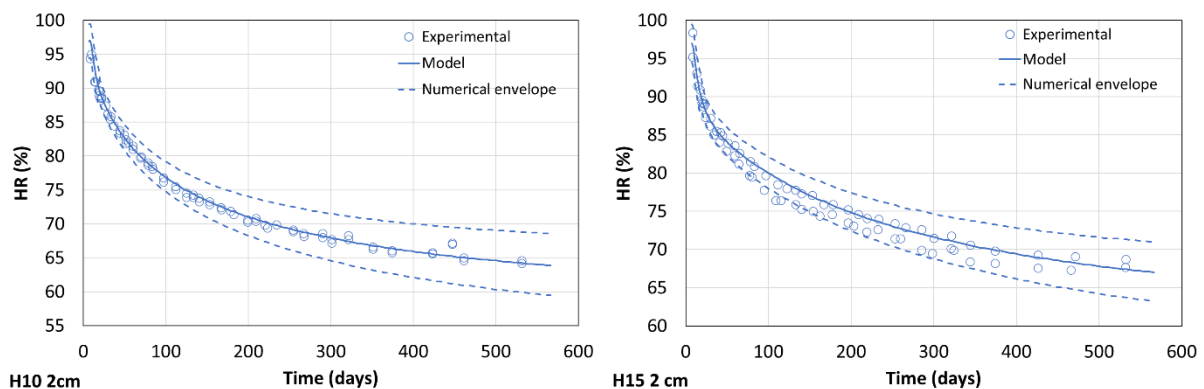 100
95
90
85
80
75
70
65
60
55
HR (%)
0 100 200 300 400 500 600
Time (days)
H10 2cm
Experimental
Model
Numerical envelope
100
95
90
85
80
75
70
65
60
HR (%)
0 100 200 300 400 500 600
Time (days)
H15 2 cm
Experimental
Model
Numerical envelope